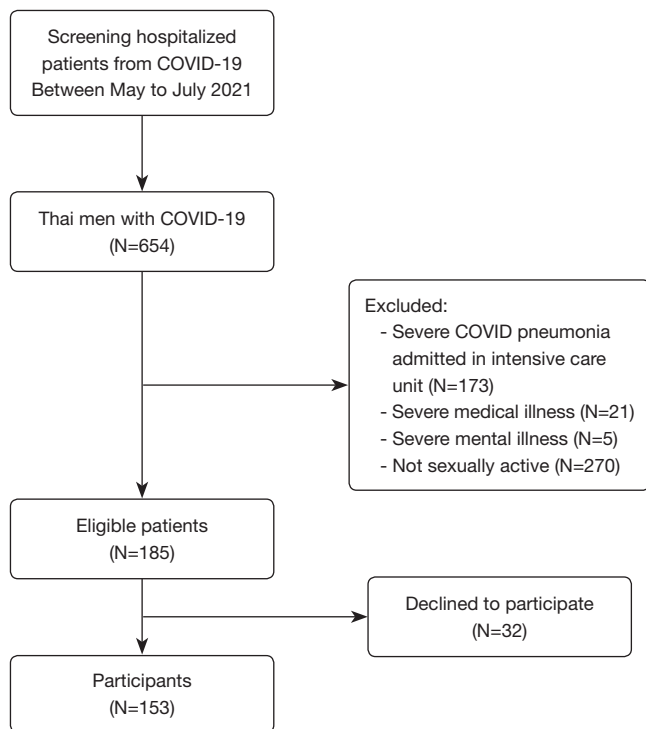 Screening hospitalized
patients from COVID-19
Between May to July 2021
Thai men with COVID-19
(N=654)
Excluded:
- Severe COVID pneumonia
admitted in intensive care
unit (N=173)
- Severe medical illness (N=21)
- Severe mental illness (N=5)
- Not sexually active (N=270)
Eligible patients
(N=185)
Declined to participate
(N=32)
Participants
(N=153)